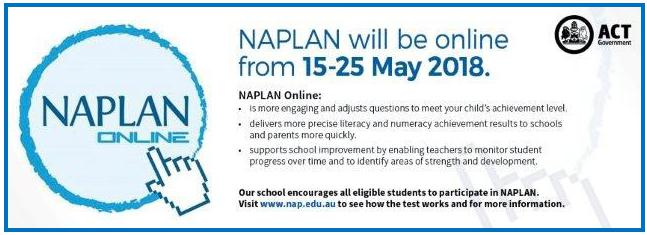 NAPLAN
ONLINE
NAPLAN will be online
from 15-25 May 2018.
ACT
Government
NAPLAN Online:
• is more engaging and adjusts questions to meet your child's achievement level.
• delivers more precise literacy and numeracy achievement results to schools
and parents more quickly.
• supports school improvement by enabling teachers to monitor student
progress over time and to identify areas of strength and development.
Our school encourages all eligible students to participate in NAPLAN.
Visit www.nap.edu.au to see how the test works and for more information.